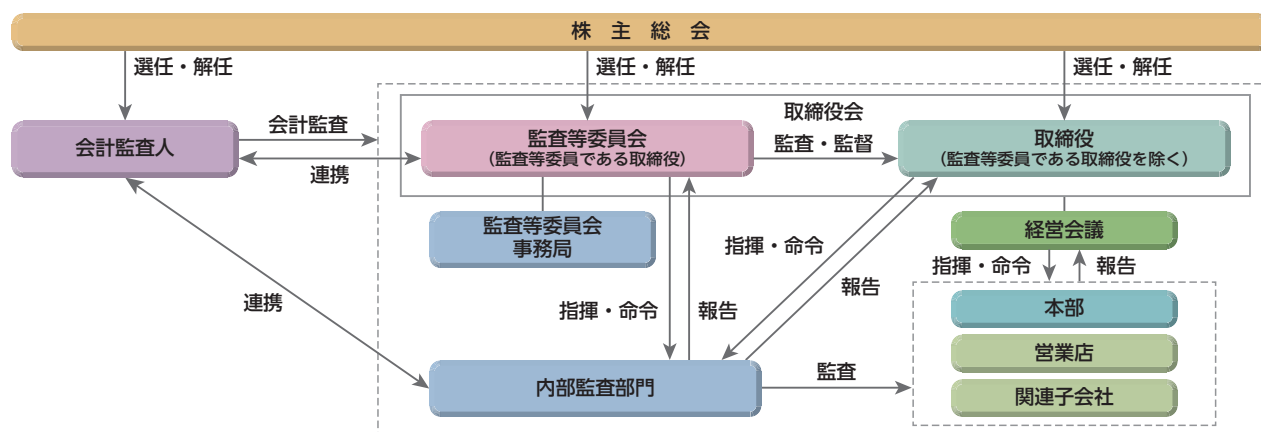 株主総会
選任・解任
選任・解任
選任・解任
取締役会
会計監査人
会計監査
連携
監査等委員会
(監査等委員である取締役)
監査・監督
取締役
(監査等委員である取締役を除く)
監査等委員会
事務局
経営会議
指揮・命令
指揮・命令
報告
連携
指揮・命令
報告
報告
本部
営業店
関連子会社
内部監査部門
監査